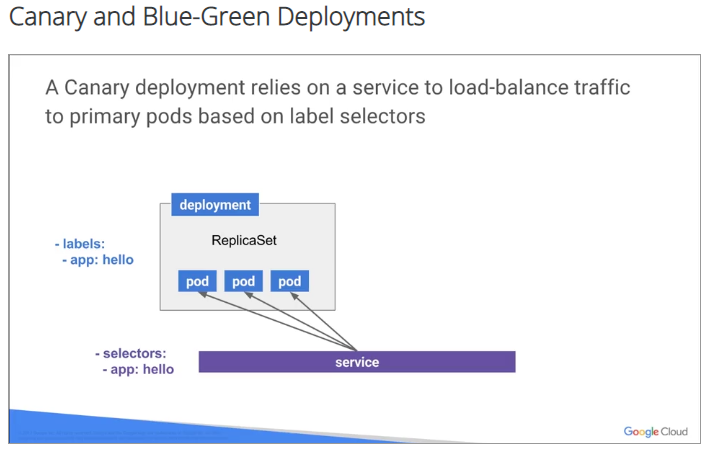 Canary and Blue-Green Deployments
A Canary deployment relies on a service to load-balance traffic
to primary pods based on label selectors
deployment
ReplicaSet
- labels:
- app: hello
pod pod pod
- selectors:
- app: hello
service
Google Cloud